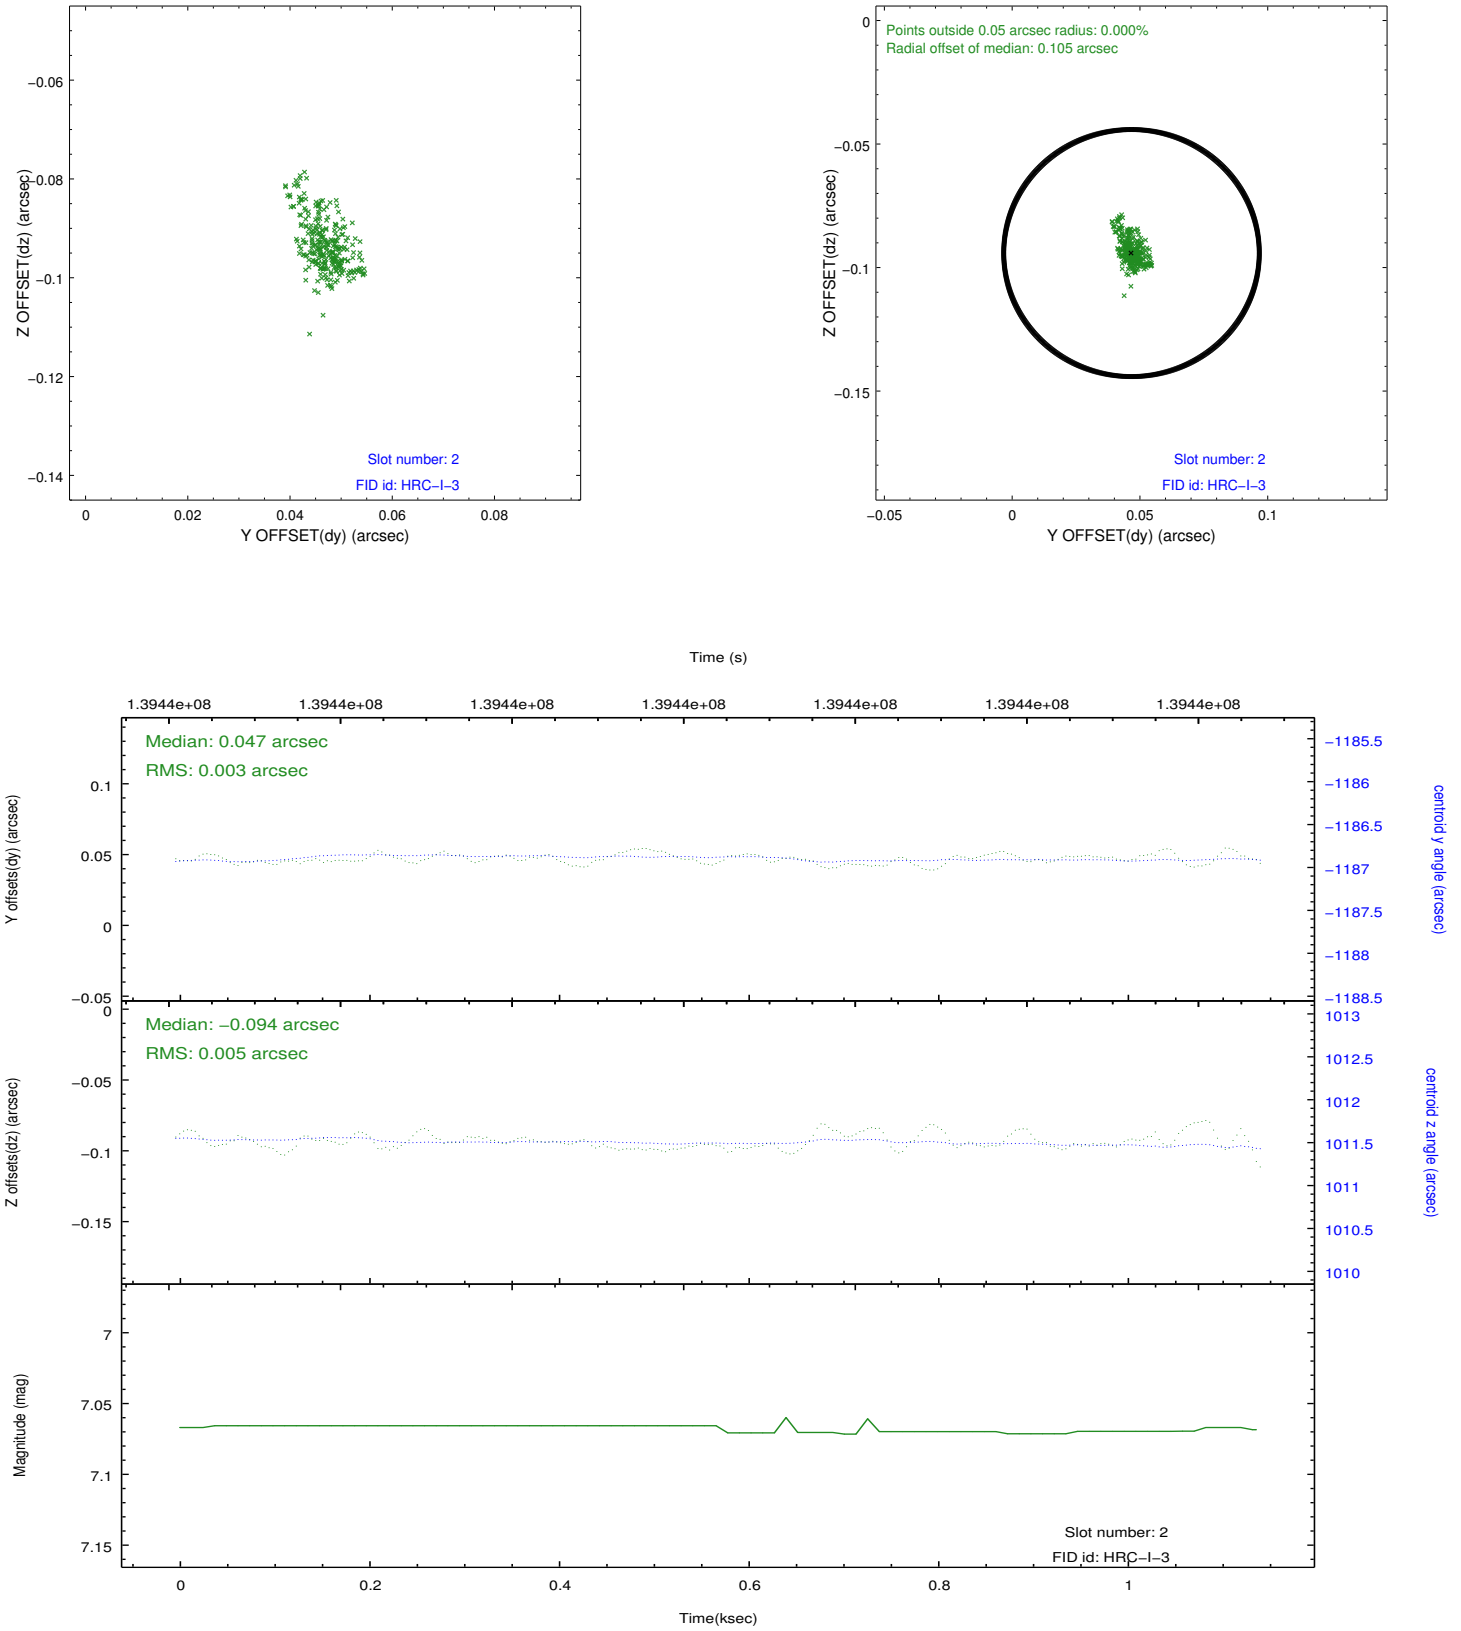 −0.06
−0.08
−0.1
−0.12
−0.14
Z OFFSET(dz) (arcsec)
Slot number: 2
FID id: HRC−I−3
0 0.02 0.04 0.06 0.08
Y OFFSET(dy) (arcsec)
Points outside 0.05 arcsec radius: 0.000%
Radial offset of median: 0.105 arcsec
0
−0.05
−0.1
−0.15
Z OFFSET(dz) (arcsec)
Slot number: 2
FID id: HRC−I−3
−0.05 0 0.05 0.1
Y OFFSET(dy) (arcsec)
Time (s)
1.3944e+08 1.3944e+08 1.3944e+08 1.3944e+08 1.3944e+08 1.3944e+08 1.3944e+08
Median: 0.047 arcsec
RMS: 0.003 arcsec
0.1
0.05
0
−0.05
Y offsets(dy) (arcsec)
−1185.5
−1186
−1186.5
−1187
−1187.5
−1188
−1188.5
centroid y angle (arcsec)
Median: −0.094 arcsec
RMS: 0.005 arcsec
0
−0.05
−0.1
−0.15
Z offsets(dz) (arcsec)
1013
1012.5
1012
1011.5
1011
1010.5
1010
centroid z angle (arcsec)
7
7.05
7.1
7.15
Magnitude (mag)
Slot number: 2
FID id: HRC−I−3
0 0.2 0.4 0.6 0.8 1
Time(ksec)